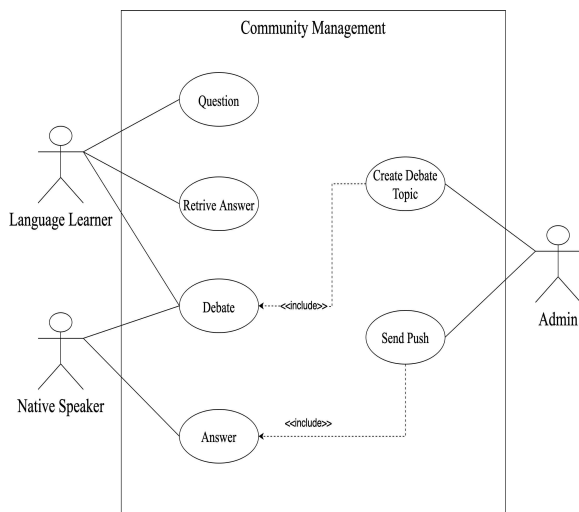 Community Management
Question
Language Learner
Retrive Answer
Create Debate
Topic
Debate
<<include>>
Admin
Send Push
Native Speaker
Answer
<<include>>